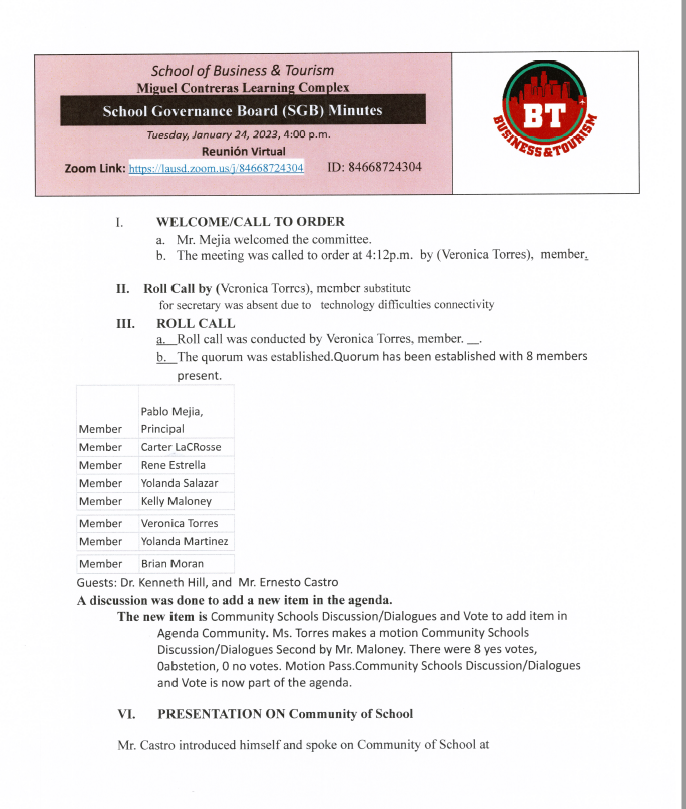 School of Business & Tourism
Miguel Contreras Learning Complex
School Governance Board (SGB) Minutes
Tuesday, January 24, 2023, 4:00 p.m.
Reunión Virtual
Zoom Link: https://lausd.zoom.us/j/84668724304 ID: 84668724304
BT
BUSINESS&TOURISM
I. WELCOME/CALL TO ORDER
a. Mr. Mejia welcomed the committee.
b. The meeting was called to order at 4:12p.m. by (Veronica Torres), member.
II. Roll Call by (Veronica Torres), member substitute
for secretary was absent due to technology difficulties connectivity
III. ROLL CALL
a. Roll call was conducted by Veronica Torres, member. __.
b. The quorum was established.Quorum has been established with 8 members
present.
Pablo Mejia,
Member Principal
Member Carter LaCRosse
Member Rene Estrella
Member Yolanda Salazar
Member Kelly Maloney
Member Veronica Torres
Member Yolanda Martinez
Member Brian Moran
Guests: Dr. Kenneth Hill, and Mr. Ernesto Castro
A discussion was done to add a new item in the agenda.
The new item is Community Schools Discussion/Dialogues and Vote to add item in
Agenda Community. Ms. Torres makes a motion Community Schools
Discussion/Dialogues Second by Mr. Maloney. There were 8 yes votes,
0abstetion, 0 no votes. Motion Pass.Community Schools Discussion/Dialogues
and Vote is now part of the agenda.
VI. PRESENTATION ON Community of School
Mr. Castro introduced himself and spoke on Community of School at